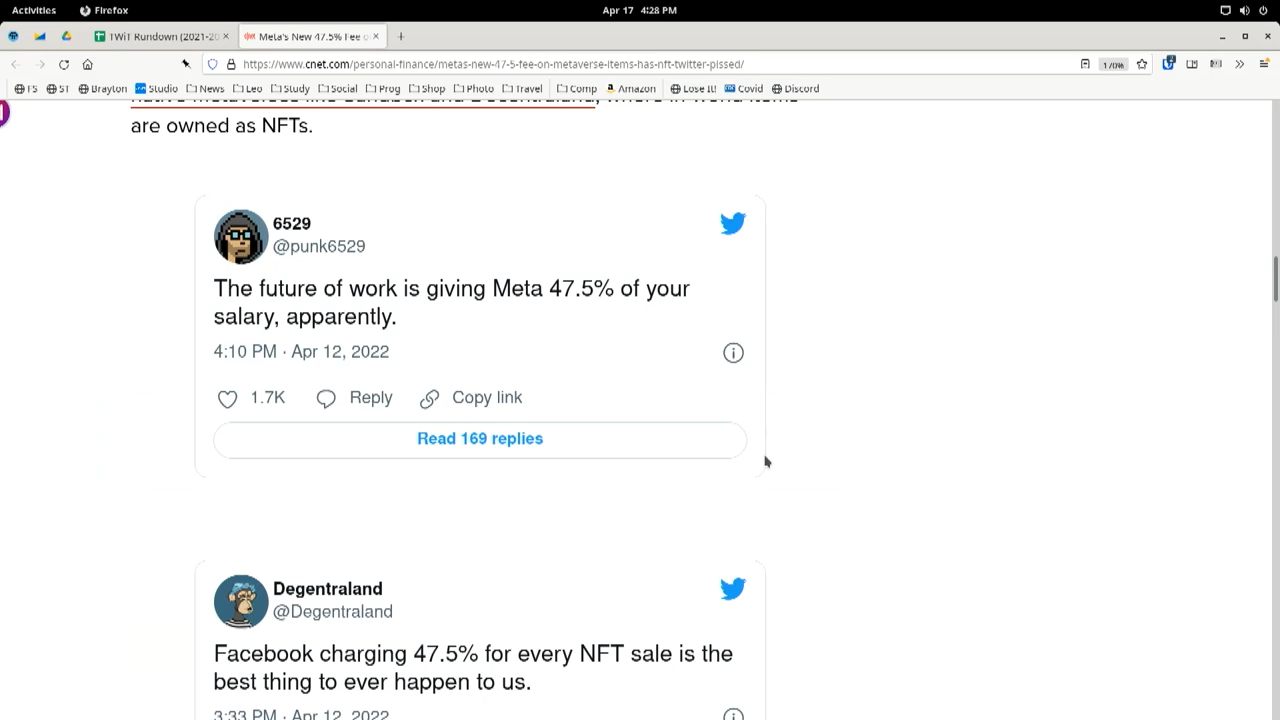 Activities
Firefox
Apr 17 4:28 PM
TWiT Rundown (2021-20
Meta's New 47.5% Fee o
https://www.cnet.com/personal-finance/metas-new-47-5-fee-on-metaverse-items-has-nft-twitter-pissed/
170%
FS ST Brayton Studio News Leo Study Social Prog Shop Photo Travel Comp Amazon Lose It! Covid Discord
are owned as NFTs.
6529
@punk6529
The future of work is giving Meta 47.5% of your
salary, apparently.
4:10 PM · Apr 12, 2022
1.7K Reply Copy link
Read 169 replies
Degentraland
@Degentraland
Facebook charging 47.5% for every NFT sale is the
best thing to ever happen to us.
3:33 PM · Apr 12, 2022